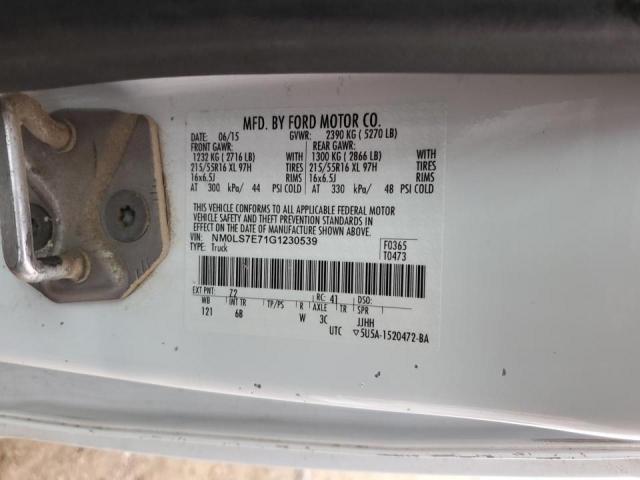 MFD. BY FORD MOTOR CO.
DATE: 06/15 GVWR: 2390 KG ( 5270 LB)
FRONT GAWR: REAR GAWR:
1232 KG ( 2716 LB) WITH 1300 KG ( 2866 LB) WITH
215/55R16 XL 97H TIRES 215/55R16 XL 97H TIRES
16x6.5J RIMS 16x6.5J RIMS
AT 300 kPa/ 44 PSI COLD AT 330 kPa/ 48 PSI COLD
THIS VEHICLE CONFORMS TO ALL APPLICABLE FEDERAL MOTOR
VEHICLE SAFETY AND THEFT PREVENTION STANDARDS IN
EFFECT ON THE DATE OF MANUFACTURE SHOWN ABOVE.
VIN: NM0LS7E71G1230539 F0365
TYPE: Truck T0473
EXT PNT: Z2 RC: 41 DSO:
WB INT TR TP/PS R AXLE TR SPR
121 6B W 3C JJHH
UTC ▽5U5A-1520472-BA